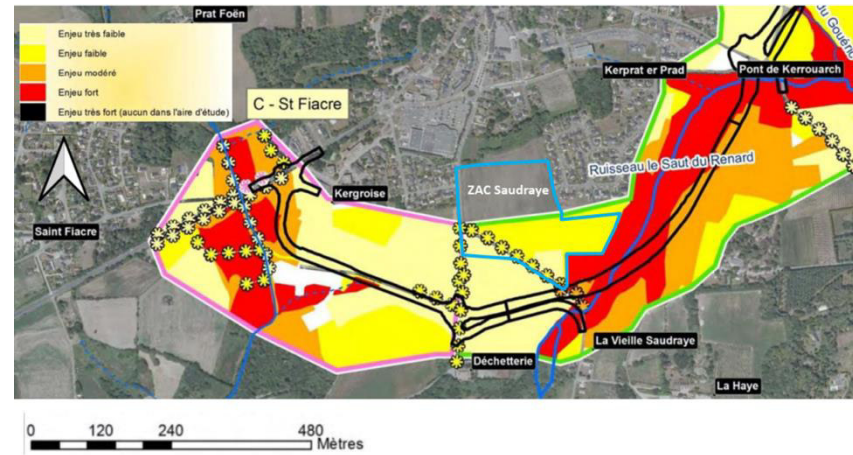 Prat Foën
Enjeu très faible
Enjeu faible
Enjeu modéré
Enjeu fort
Enjeu très fort (aucun dans l'aire d'étude)
C - St Fiacre
Kerprat er Prad
Pont de Kerrouarch
Ruisseau le Saut du Renard
ZAC Saudraye
Kergroise
Saint Fiacre
La Vieille Saudraye
Déchetterie
La Haye
0 120 240 480
Mètres